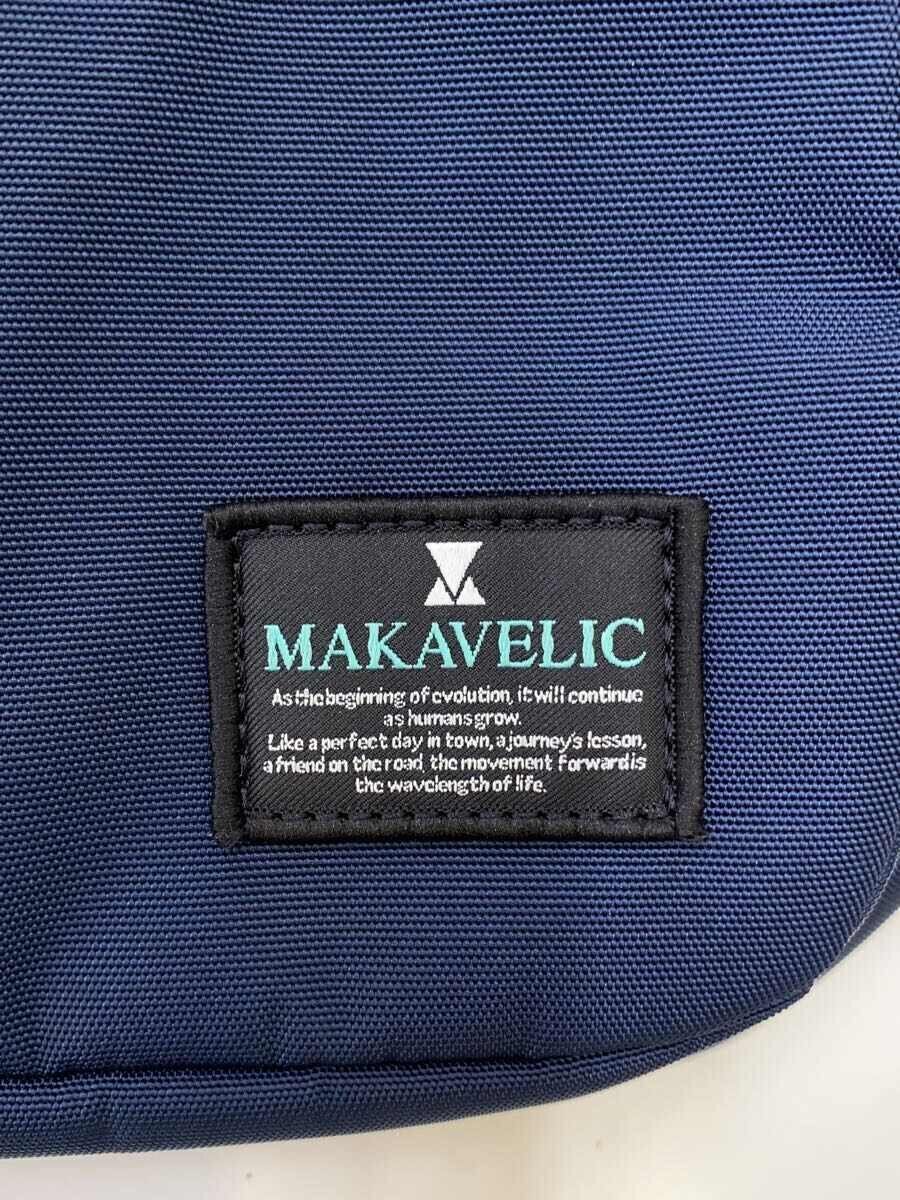 MAKAVELIC
As the beginning of evolution, it will continue
as humans grow.
Like a perfect day in town, a journey's lesson,
a friend on the road, the movement forward is
the wavelength of life.